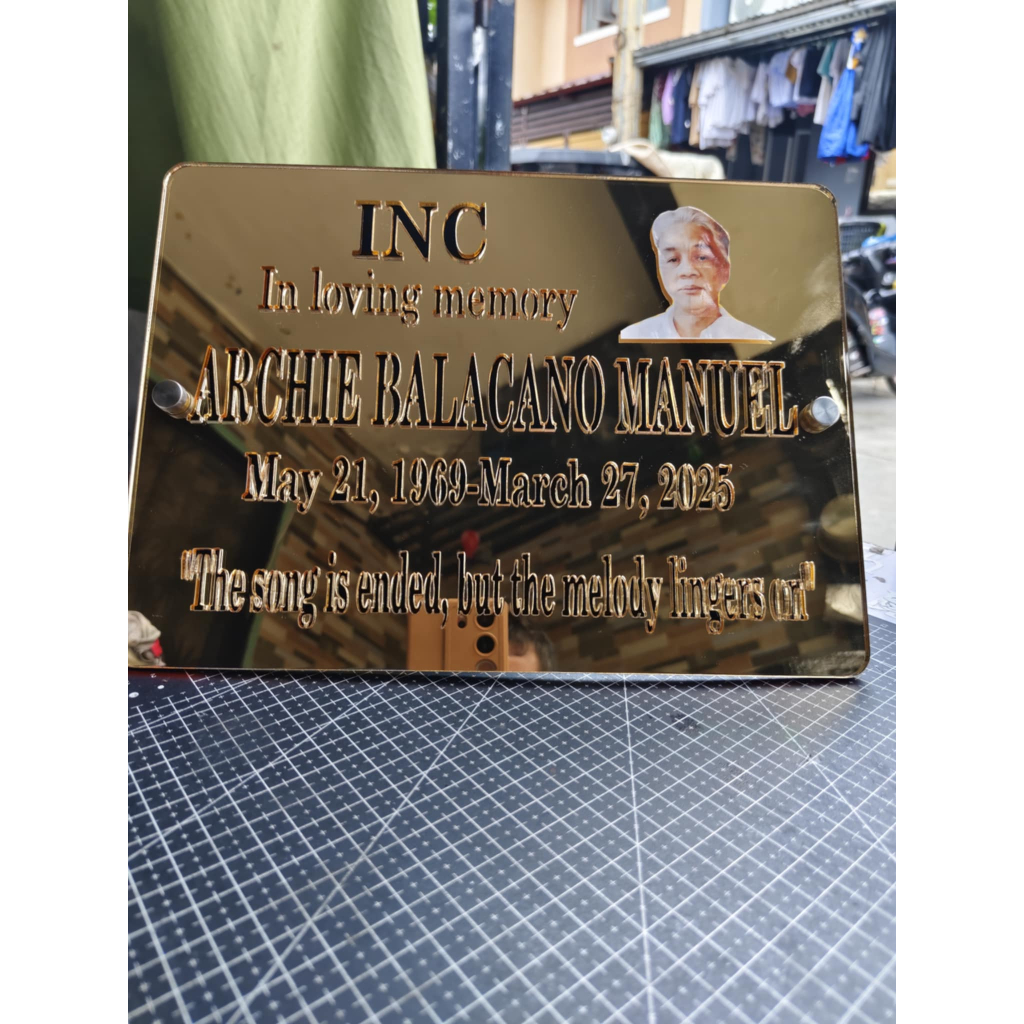 INC
In loving memory
ARCHIE BALACANO MANUEL
May 21, 1969-March 27, 2025
"The song is ended, but the melody lingers on"